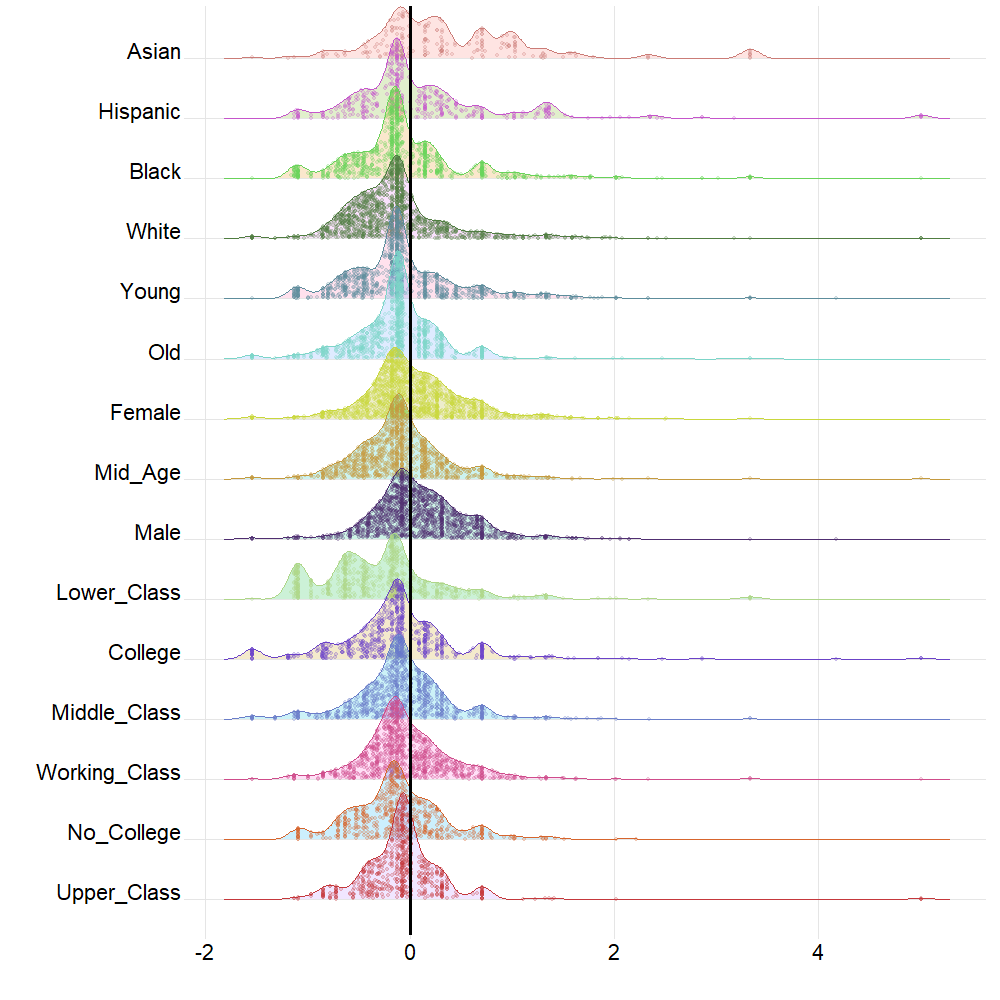 Asian
Hispanic
Black
White
Young
Old
Female
Mid_Age
Male
Lower_Class
College
Middle_Class
Working_Class
No_College
Upper_Class
-2 0 2 4